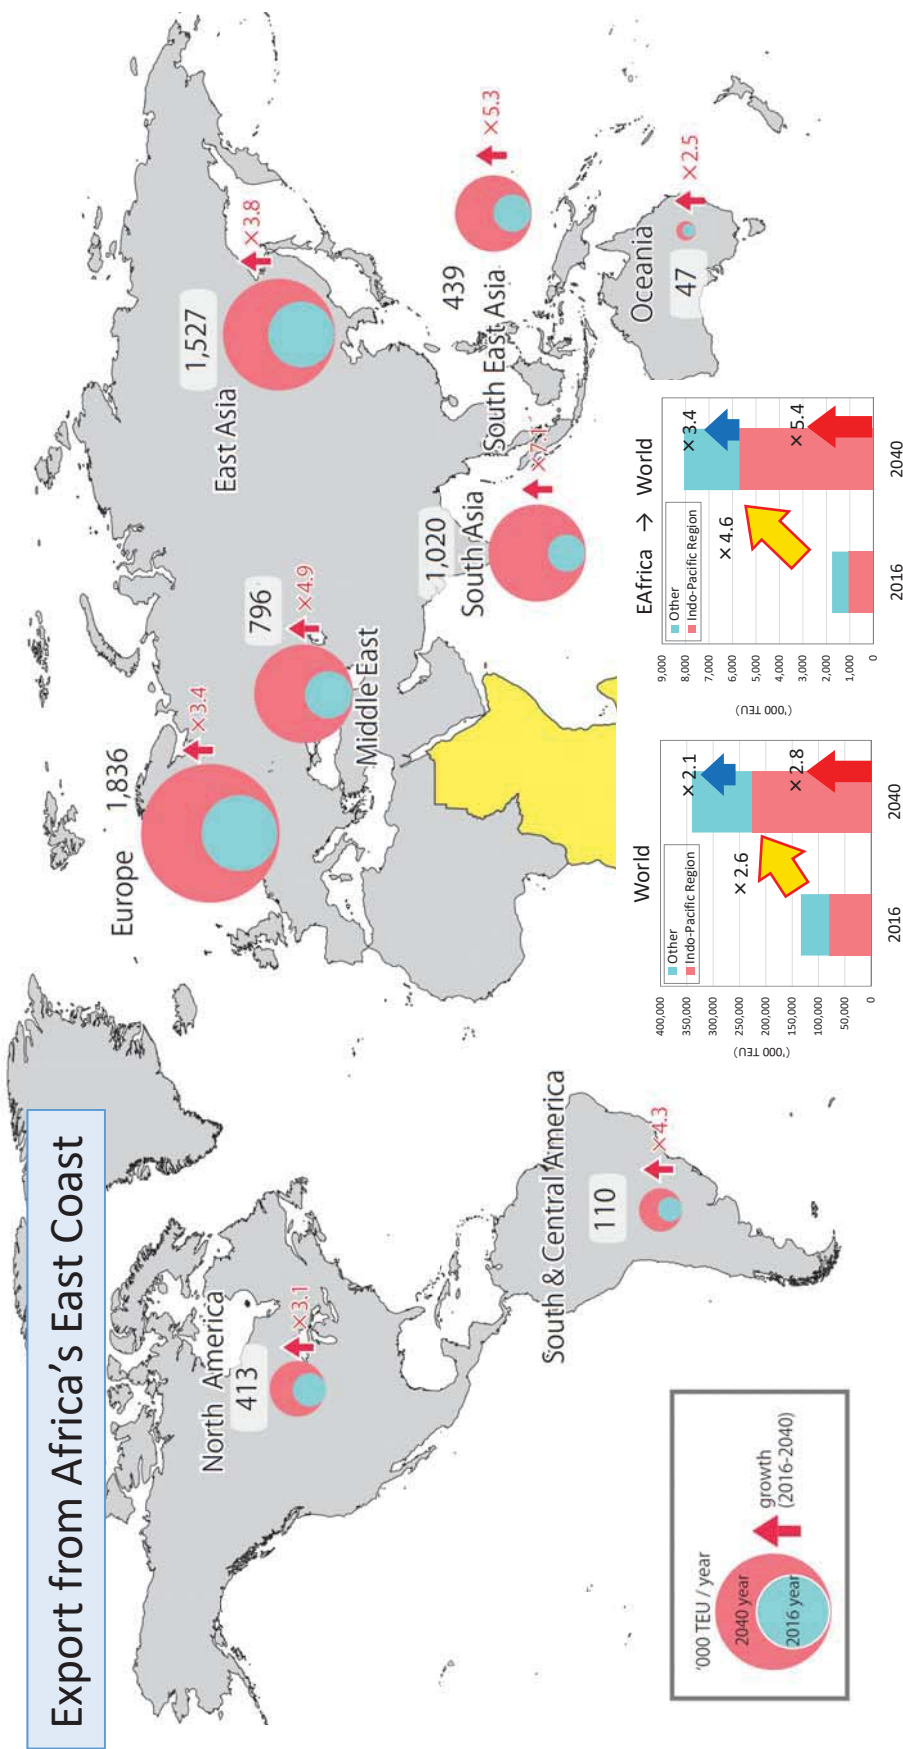 Export from Africa's East Coast
Europe
1,836
×3.4
East Asia
1,527
×3.8
North America
413
×3.1
Middle East
796
×4.9
South Asia
1,020
×7.1
South East Asia
439
×5.3
South & Central America
110
×4.3
Oceania
47
×2.5
'000 TEU / year
2040 year
2016 year
growth
(2016-2040)
World
('000 TEU)
400,000
350,000
300,000
250,000
200,000
150,000
100,000
50,000
0
Other
Indo-Pacific Region
× 2.6
× 2.1
× 2.8
2016
2040
EAfrica → World
('000 TEU)
9,000
8,000
7,000
6,000
5,000
4,000
3,000
2,000
1,000
0
Other
Indo-Pacific Region
× 4.6
× 3.4
× 5.4
2016
2040